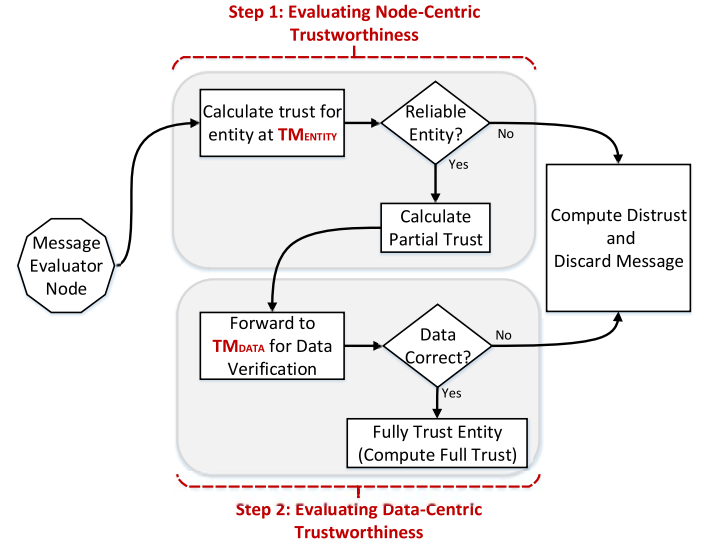 Step 1: Evaluating Node-Centric
Trustworthiness
Calculate trust for
entity at TMENTITY
Reliable
Entity?
No
Yes
Calculate
Partial Trust
Compute Distrust
and
Discard Message
Message
Evaluator
Node
Forward to
TMDATA for Data
Verification
Data
Correct?
No
Yes
Fully Trust Entity
(Compute Full Trust)
Step 2: Evaluating Data-Centric
Trustworthiness